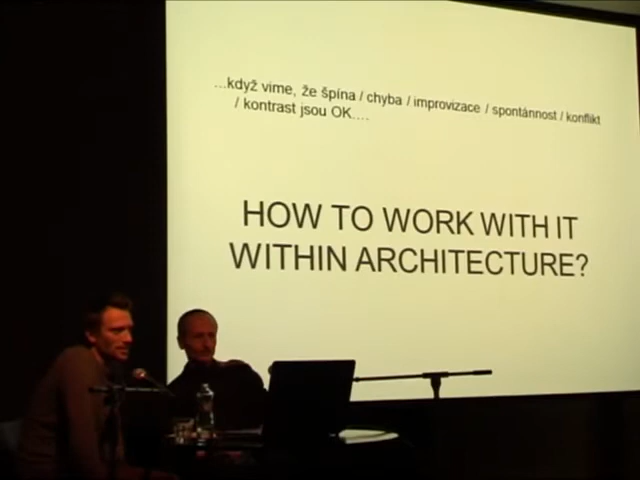 ...když víme, že špína / chyba / improvizace / spontánnost / konflikt
/ kontrast jsou OK....
HOW TO WORK WITH IT
WITHIN ARCHITECTURE?